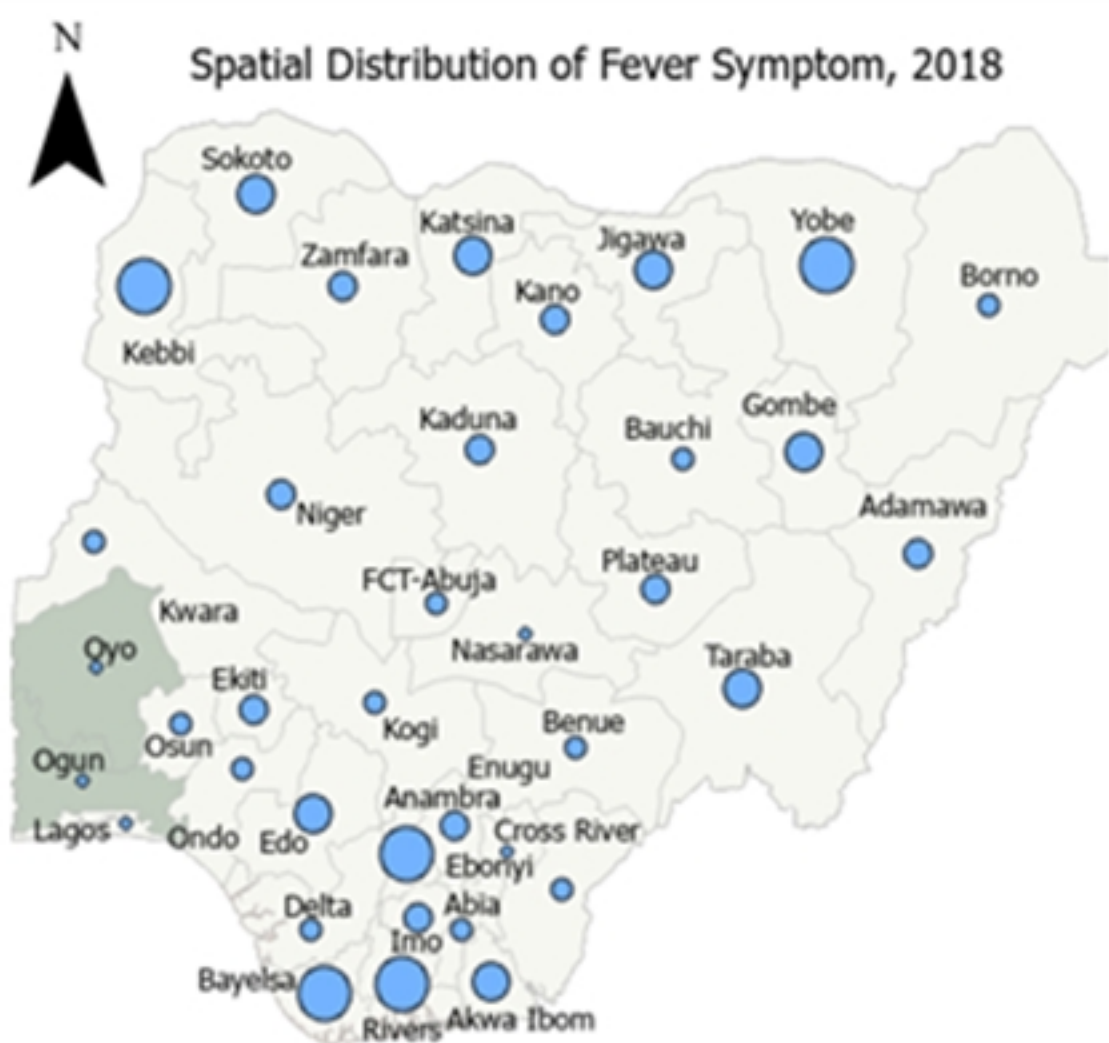 N
Spatial Distribution of Fever Symptom, 2018
Sokoto
Katsina
Yobe
Zamfara
Jigawa
Borno
Kano
Kebbi
Kaduna
Gombe
Bauchi
Adamawa
Niger
Plateau
FCT-Abuja
Kwara
Oyo
Nasarawa
Taraba
Ekiti
Benue
Kogi
Osun
Ogun
Enugu
Anambra
Lagos
Ondo
Edo
Cross River
Ebonyi
Delta
Abia
Imo
Bayelsa
Rivers
Akwa Ibom